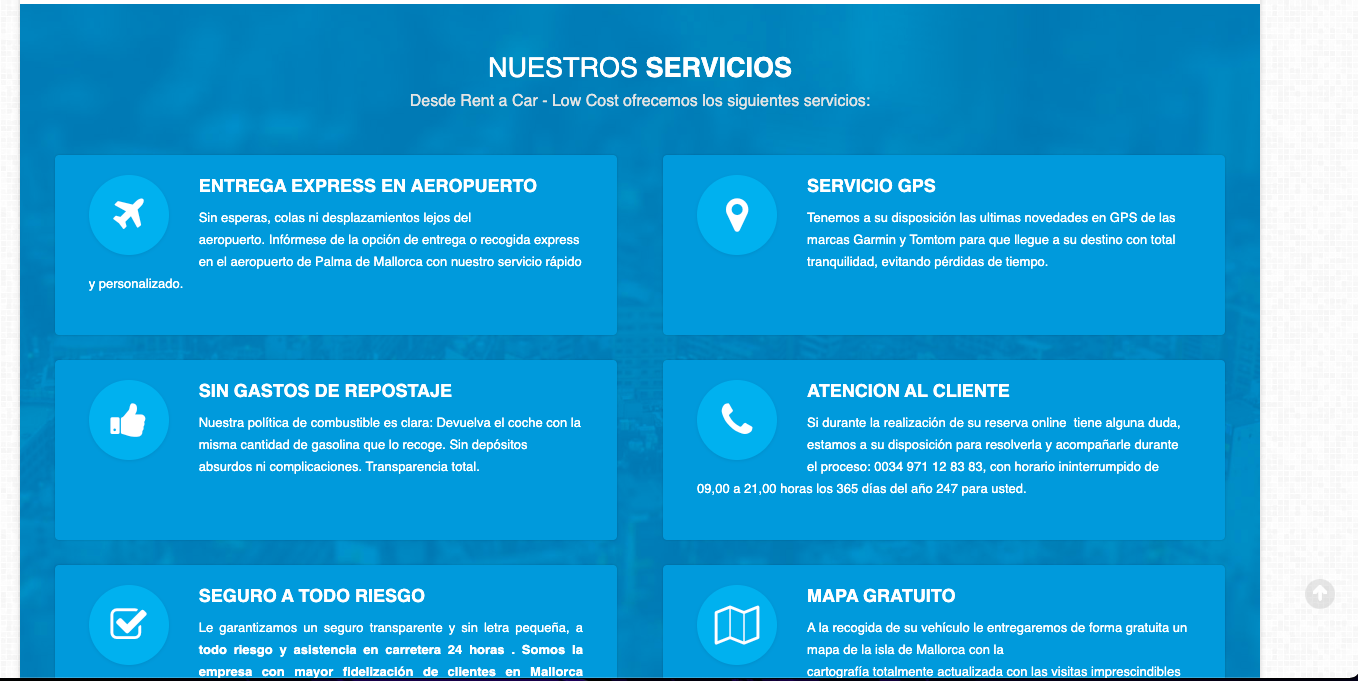 NUESTROS SERVICIOS
Desde Rent a Car - Low Cost ofrecemos los siguientes servicios:
ENTREGA EXPRESS EN AEROPUERTO
Sin esperas, colas ni desplazamientos lejos del
aeropuerto. Infórmese de la opción de entrega o recogida express
en el aeropuerto de Palma de Mallorca con nuestro servicio rápido
y personalizado.
SERVICIO GPS
Tenemos a su disposición las ultimas novedades en GPS de las
marcas Garmin y Tomtom para que llegue a su destino con total
tranquilidad, evitando pérdidas de tiempo.
SIN GASTOS DE REPOSTAJE
Nuestra política de combustible es clara: Devuelva el coche con la
misma cantidad de gasolina que lo recoge. Sin depósitos
absurdos ni complicaciones. Transparencia total.
ATENCION AL CLIENTE
Si durante la realización de su reserva online  tiene alguna duda,
estamos a su disposición para resolverla y acompañarle durante
el proceso: 0034 971 12 83 83, con horario ininterrumpido de
09,00 a 21,00 horas los 365 días del año 247 para usted.
SEGURO A TODO RIESGO
Le garantizamos un seguro transparente y sin letra pequeña, a
todo riesgo y asistencia en carretera 24 horas . Somos la
empresa con mayor fidelización de clientes en Mallorca
MAPA GRATUITO
A la recogida de su vehículo le entregaremos de forma gratuita un
mapa de la isla de Mallorca con la
cartografía totalmente actualizada con las visitas imprescindibles